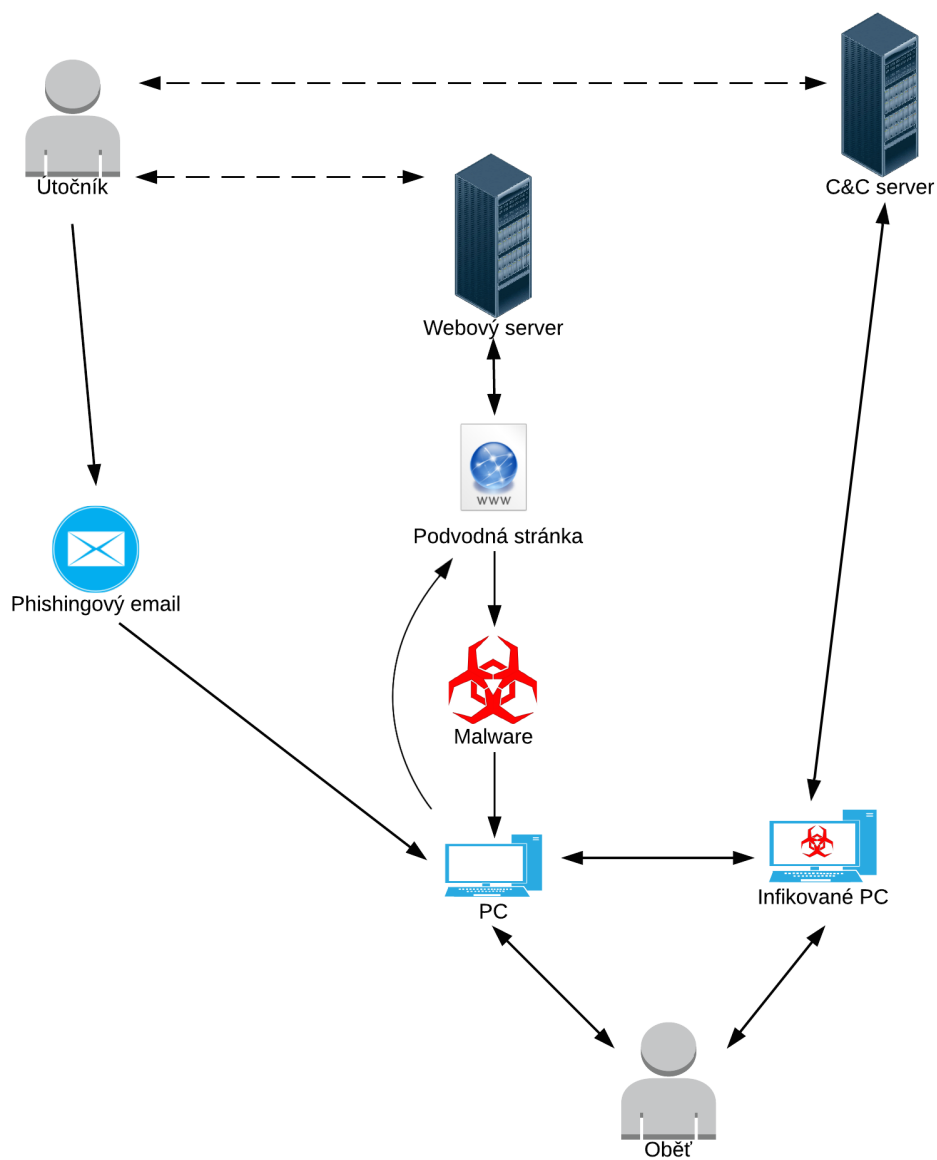 Útočník
C&C server
Webový server
WWW
Podvodná stránka
Phishingový email
Malware
Infikované PC
PC
Oběť